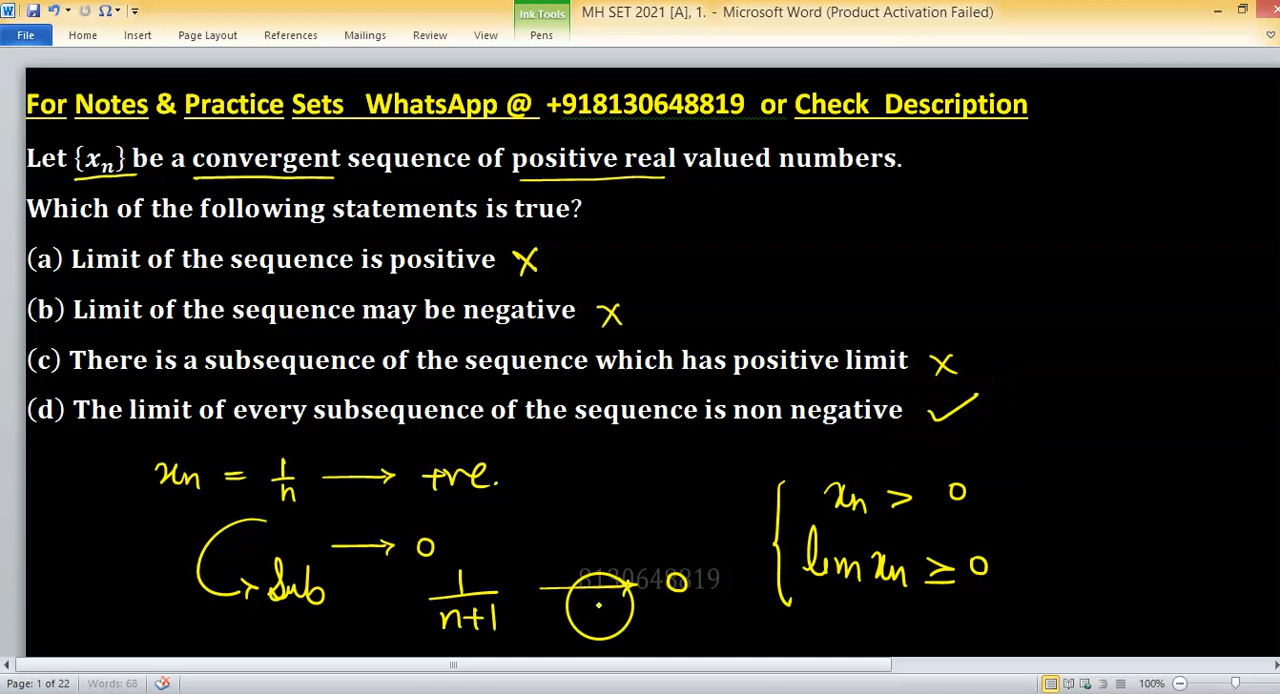 Ink Tools
MH SET 2021 [A], 1. - Microsoft Word (Product Activation Failed)
File Home Insert Page Layout References Mailings Review View Pens
For Notes & Practice Sets WhatsApp @ +918130648819 or Check Description
Let {xₙ} be a convergent sequence of positive real valued numbers.
Which of the following statements is true?
(a) Limit of the sequence is positive ×
(b) Limit of the sequence may be negative ×
(c) There is a subsequence of the sequence which has positive limit ×
(d) The limit of every subsequence of the sequence is non negative ✓
xn = 1/n → +ve.
→ 0
Sub 1/(n+1) → 0
xn > 0
lim xn ≥ 0
8130648819
Page: 1 of 22 Words: 68 100%